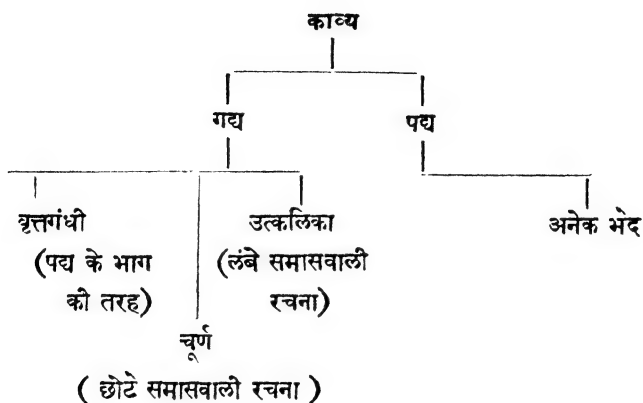 काव्य
गद्य पद्य
वृत्तगंधी उत्कलिका अनेक भेद
(पद्य के भाग (लंबे समासवाली
की तरह) रचना)
चूर्ण
( छोटे समासवाली रचना )